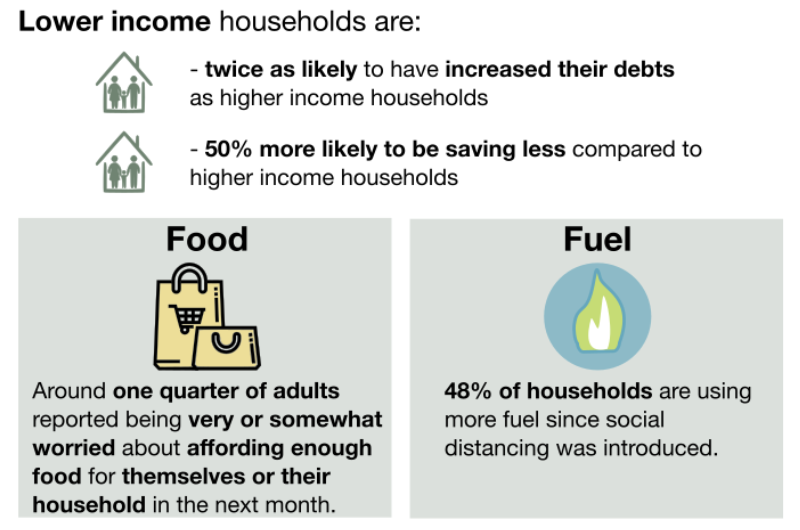 Lower income households are:
- twice as likely to have increased their debts
as higher income households
- 50% more likely to be saving less compared to
higher income households
Food
Around one quarter of adults
reported being very or somewhat
worried about affording enough
food for themselves or their
household in the next month.
Fuel
48% of households are using
more fuel since social
distancing was introduced.